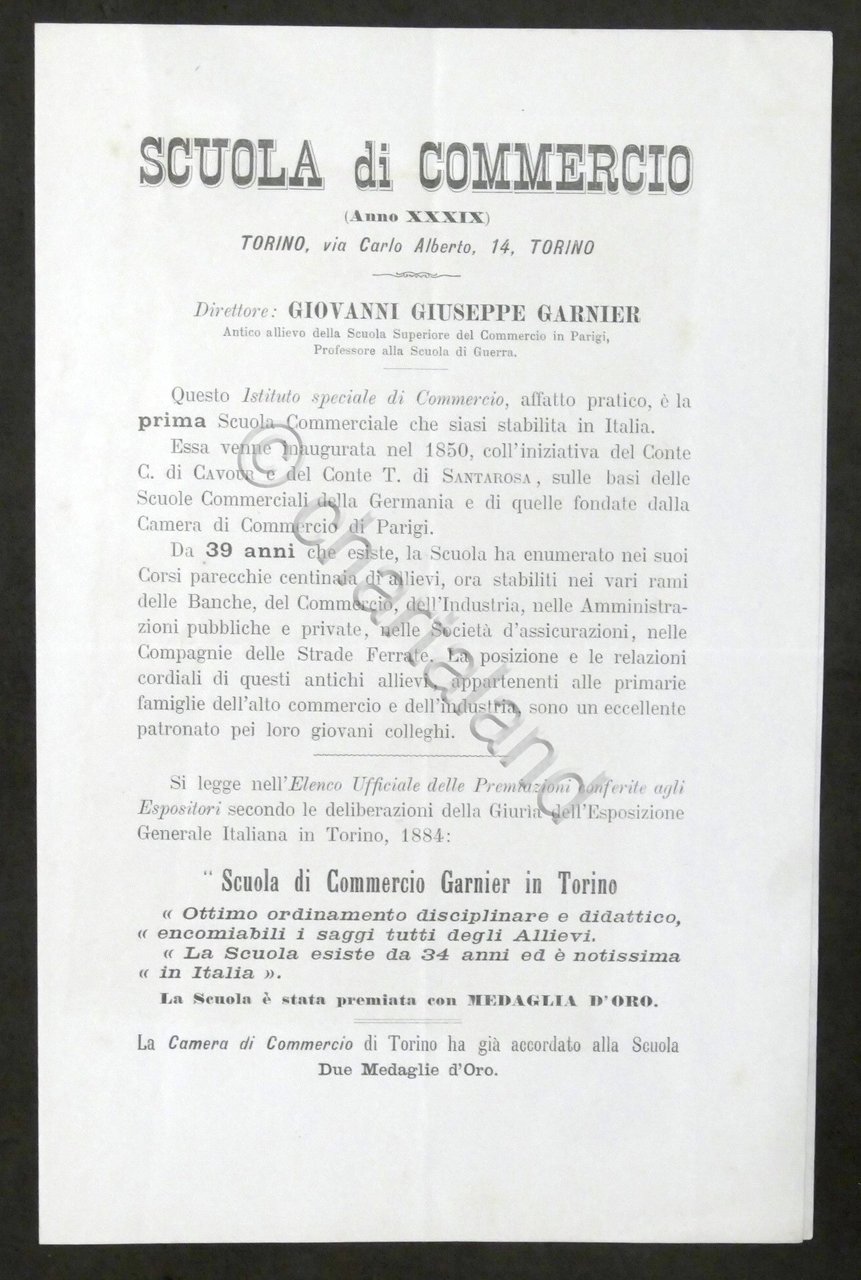 SCUOLA di COMMERCIO
(Anno XXXIX)
TORINO, via Carlo Alberto, 14, TORINO
Direttore: GIOVANNI GIUSEPPE GARNIER
Antico allievo della Scuola Superiore del Commercio in Parigi,
Professore alla Scuola di Guerra.
Questo Istituto speciale di Commercio, affatto pratico, è la
prima Scuola Commerciale che siasi stabilita in Italia.
Essa venne inaugurata nel 1850, coll'iniziativa del Conte
C. di CAVOUR e del Conte T. di SANTAROSA, sulle basi delle
Scuole Commerciali della Germania e di quelle fondate dalla
Camera di Commercio di Parigi.
Da 39 anni che esiste, la Scuola ha enumerato nei suoi
Corsi parecchie centinaja di allievi, ora stabiliti nei vari rami
delle Banche, del Commercio, dell'Industria, nelle Amministra-
zioni pubbliche e private, nelle Società d'assicurazioni, nelle
Compagnie delle Strade Ferrate. La posizione e le relazioni
cordiali di questi antichi allievi, appartenenti alle primarie
famiglie dell'alto commercio e dell'industria, sono un eccellente
patronato pei loro giovani colleghi.
Si legge nell'Elenco Ufficiale delle Premiazioni conferite agli
Espositori secondo le deliberazioni della Giurìa dell'Esposizione
Generale Italiana in Torino, 1884:
“ Scuola di Commercio Garnier in Torino
« Ottimo ordinamento disciplinare e didattico,
« encomiabili i saggi tutti degli Allievi.
« La Scuola esiste da 34 anni ed è notissima
« in Italia ».
La Scuola è stata premiata con MEDAGLIA D'ORO.
La Camera di Commercio di Torino ha già accordato alla Scuola
Due Medaglie d'Oro.
© chartaland